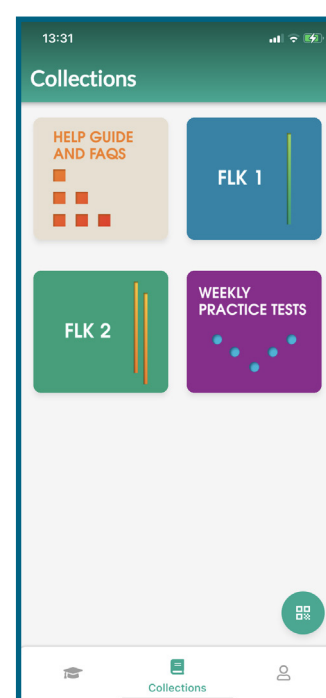 13:31
Collections
HELP GUIDE
AND FAQS
FLK 1
FLK 2
WEEKLY
PRACTICE TESTS
Collections